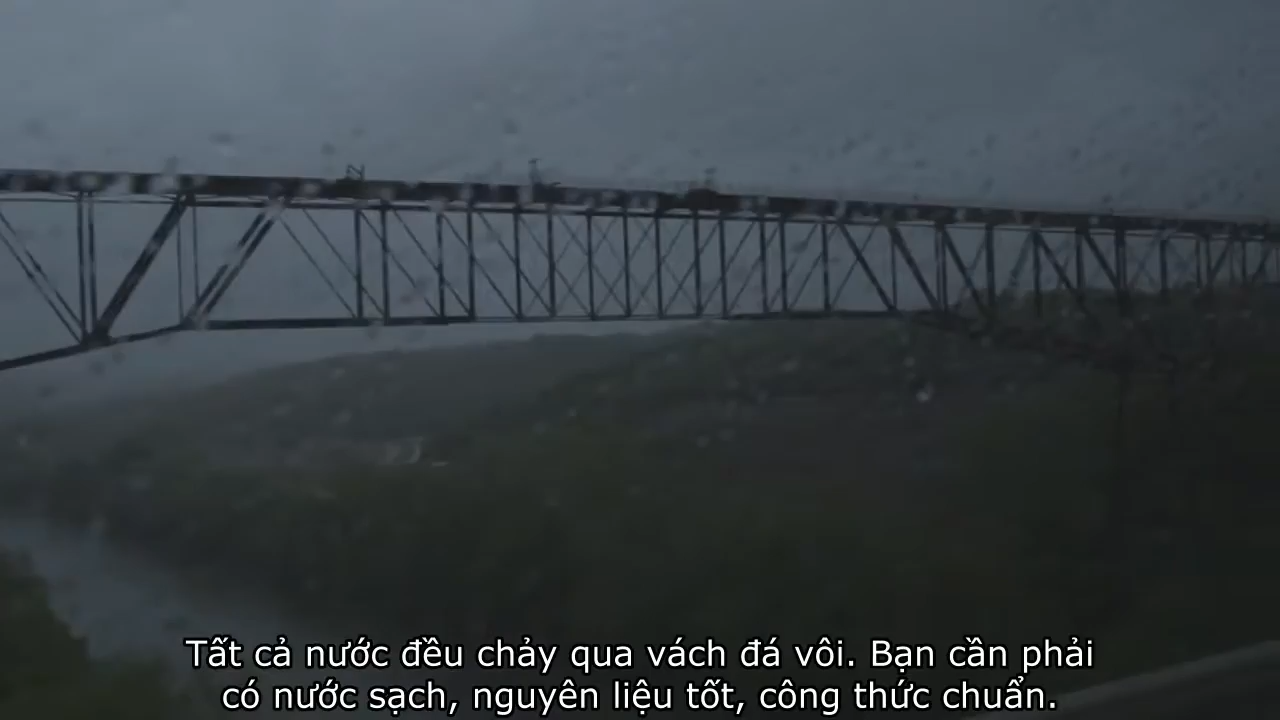 Tất cả nước đều chảy qua vách đá vôi. Bạn cần phải
có nước sạch, nguyên liệu tốt, công thức chuẩn.